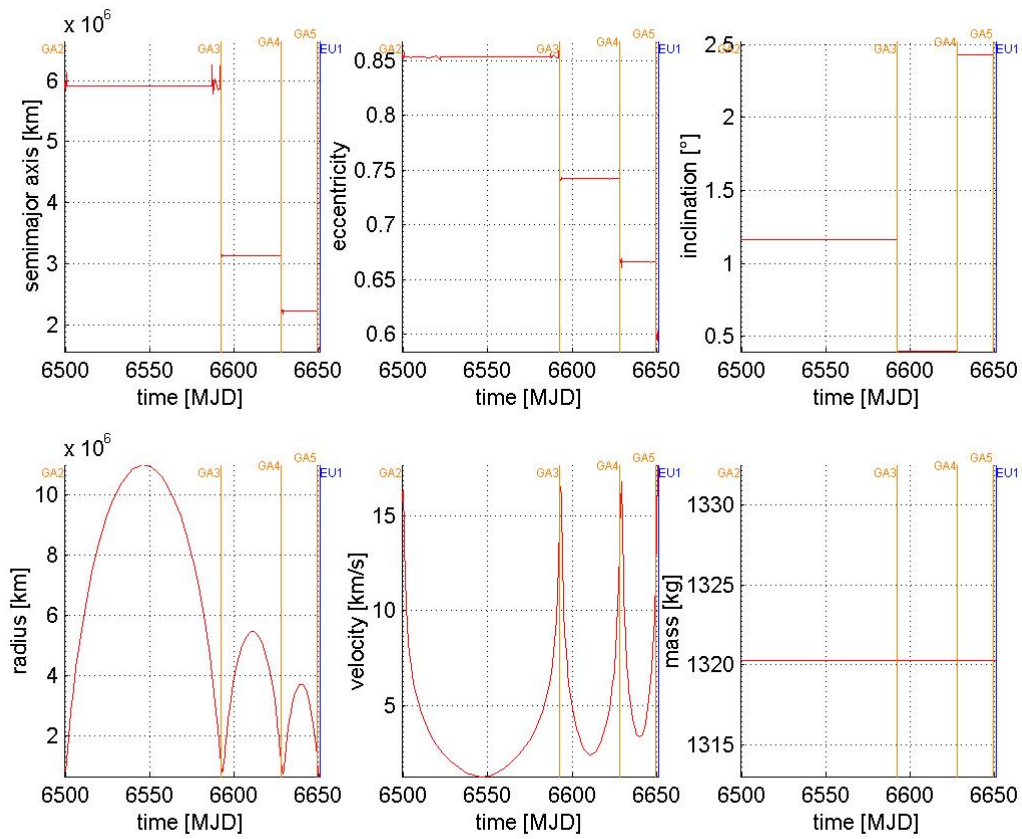 x 10^6
GA2
GA3
GA4
GA5
EU1
6
5
4
3
2
semimajor axis [km]
6500 6550 6600 6650
time [MJD]
GA2
GA3
GA4
GA5
EU1
0.85
0.8
0.75
0.7
0.65
0.6
eccentricity
6500 6550 6600 6650
time [MJD]
GA2
GA3
GA4
GA5
EU1
2.5
2
1.5
1
0.5
inclination [°]
6500 6550 6600 6650
time [MJD]
x 10^6
GA2
GA3
GA4
GA5
EU1
10
8
6
4
2
radius [km]
6500 6550 6600 6650
time [MJD]
GA2
GA3
GA4
GA5
EU1
15
10
5
velocity [km/s]
6500 6550 6600 6650
time [MJD]
GA2
GA3
GA4
GA5
EU1
1330
1325
1320
1315
mass [kg]
6500 6550 6600 6650
time [MJD]